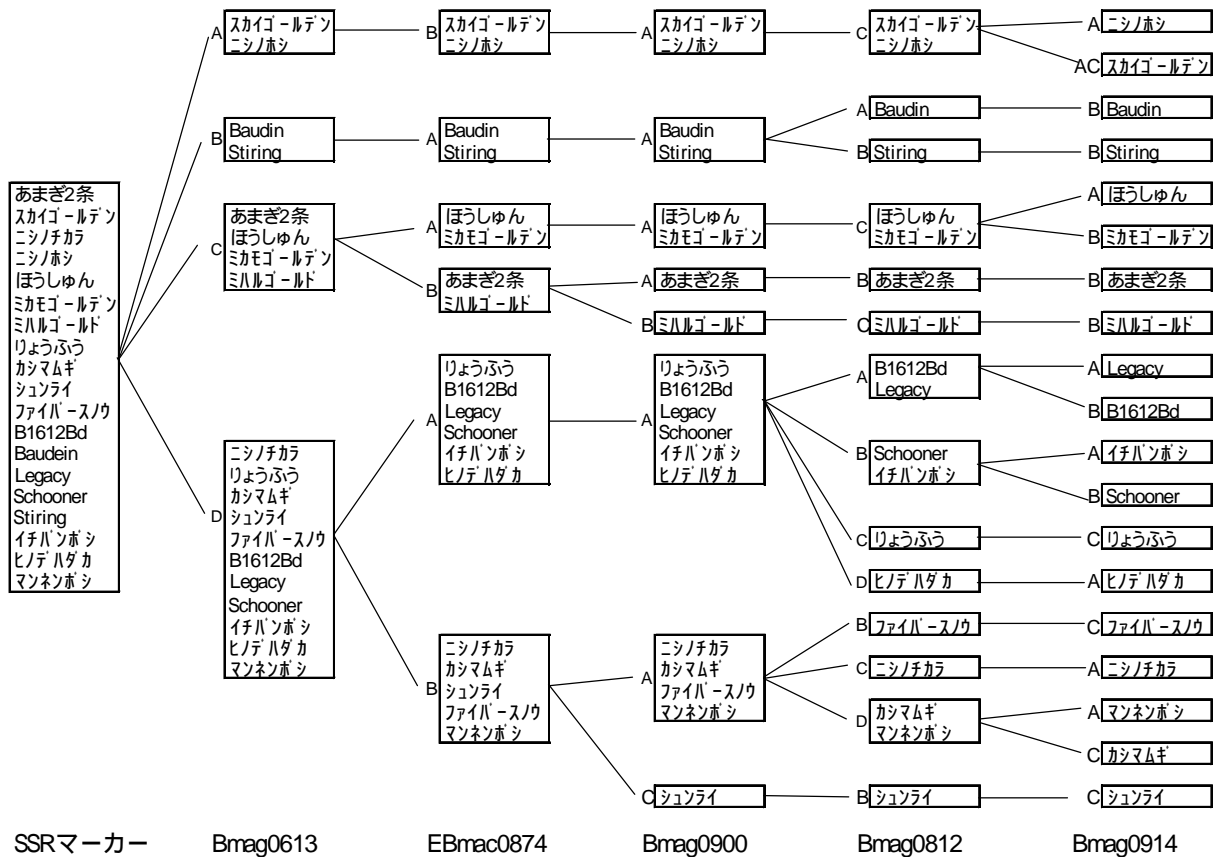 あまぎ2条
スカイゴールデン
ニシノチカラ
ニシノホシ
ほうしゅん
ミカモゴールデン
ミハルゴールド
りょうふう
カシマムギ
シュンライ
ファイバースノウ
B1612Bd
Baudein
Legacy
Schooner
Stiring
イチバンボシ
ヒノデハダカ
マンネンボシ
A
スカイゴールデン
ニシノホシ
B
Baudin
Stiring
C
あまぎ2条
ほうしゅん
ミカモゴールデン
ミハルゴールド
D
ニシノチカラ
りょうふう
カシマムギ
シュンライ
ファイバースノウ
B1612Bd
Legacy
Schooner
イチバンボシ
ヒノデハダカ
マンネンボシ
B
スカイゴールデン
ニシノホシ
A
Baudin
Stiring
A
ほうしゅん
ミカモゴールデン
B
あまぎ2条
ミハルゴールド
A
りょうふう
B1612Bd
Legacy
Schooner
イチバンボシ
ヒノデハダカ
B
ニシノチカラ
カシマムギ
シュンライ
ファイバースノウ
マンネンボシ
A
スカイゴールデン
ニシノホシ
A
Baudin
Stiring
A
ほうしゅん
ミカモゴールデン
A あまぎ2条
B ミハルゴールド
A
りょうふう
B1612Bd
Legacy
Schooner
イチバンボシ
ヒノデハダカ
A
ニシノチカラ
カシマムギ
ファイバースノウ
マンネンボシ
C シュンライ
C
スカイゴールデン
ニシノホシ
A Baudin
B Stiring
C
ほうしゅん
ミカモゴールデン
B あまぎ2条
C ミハルゴールド
A
B1612Bd
Legacy
B
Schooner
イチバンボシ
C りょうふう
D ヒノデハダカ
B ファイバースノウ
C ニシノチカラ
D
カシマムギ
マンネンボシ
B シュンライ
A ニシノホシ
AC スカイゴールデン
B Baudin
B Stiring
A ほうしゅん
B ミカモゴールデン
B あまぎ2条
B ミハルゴールド
A Legacy
B B1612Bd
A イチバンボシ
B Schooner
C りょうふう
A ヒノデハダカ
C ファイバースノウ
A ニシノチカラ
A マンネンボシ
C カシマムギ
C シュンライ
SSRマーカー Bmag0613 EBmac0874 Bmag0900 Bmag0812 Bmag0914